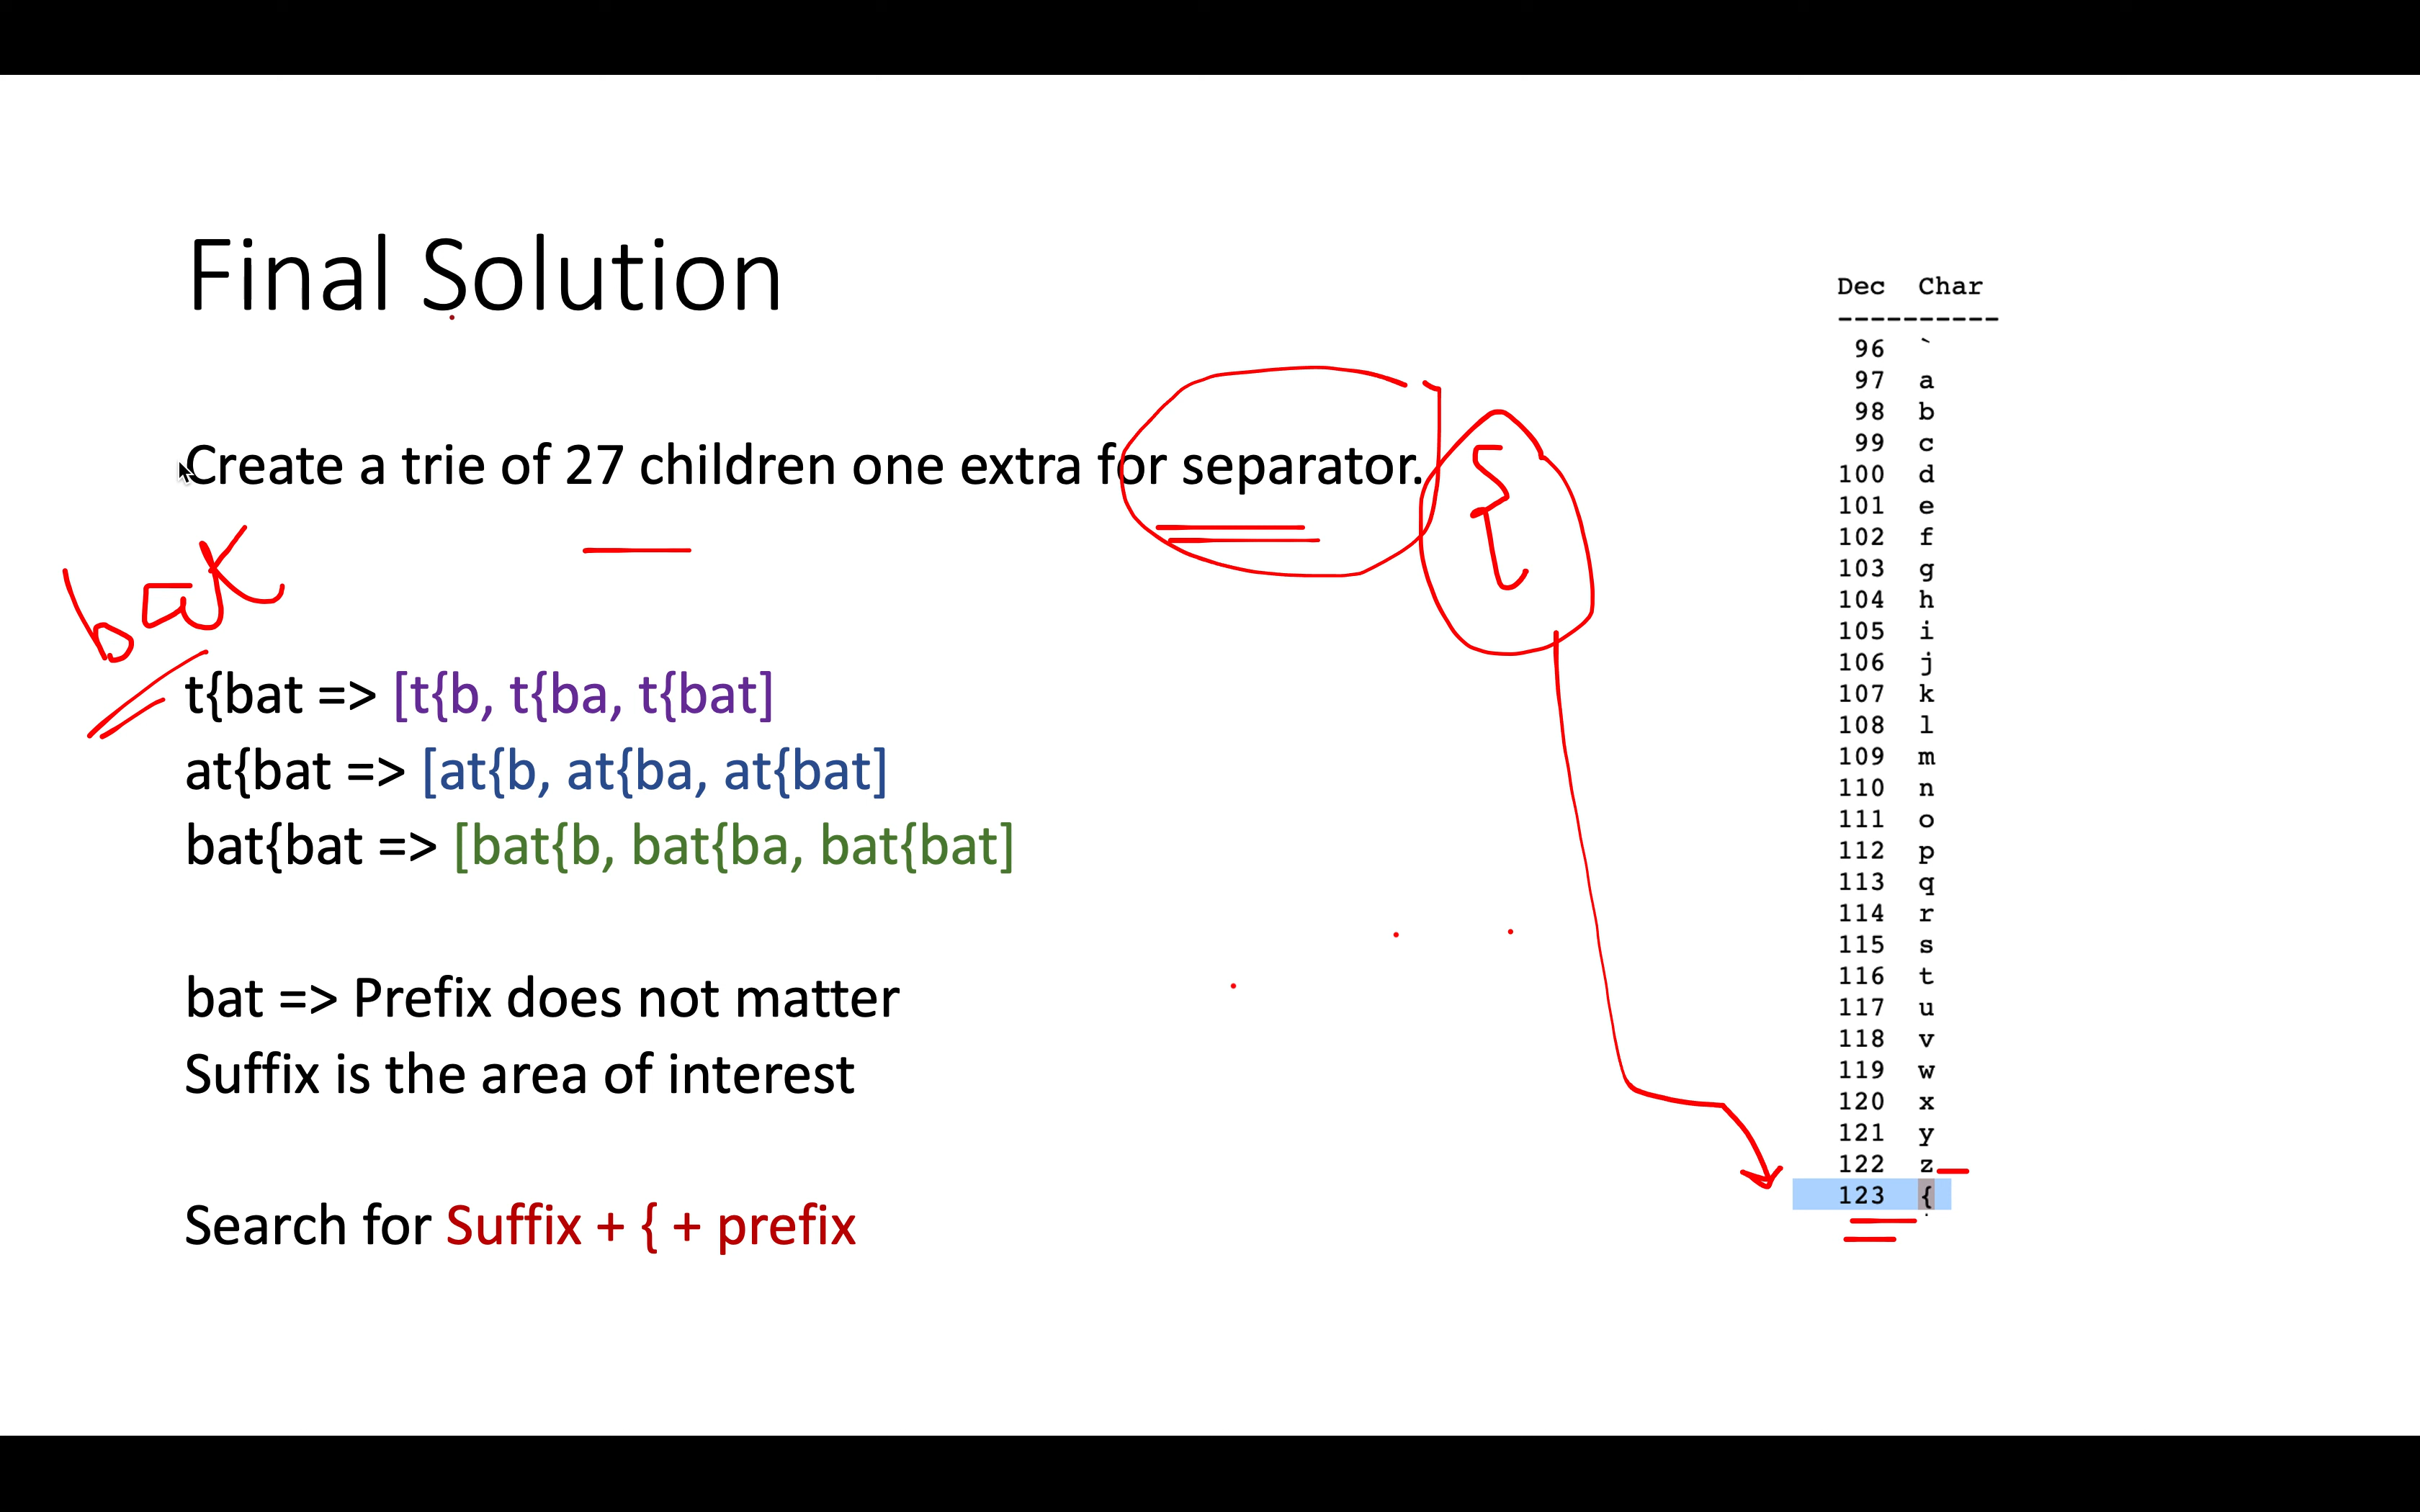 Final Solution
Create a trie of 27 children one extra for separator.
{
bat
t{bat => [t{b, t{ba, t{bat]
at{bat => [at{b, at{ba, at{bat]
bat{bat => [bat{b, bat{ba, bat{bat]
bat => Prefix does not matter
Suffix is the area of interest
Search for Suffix + { + prefix
Dec Char
----------
96 `
97 a
98 b
99 c
100 d
101 e
102 f
103 g
104 h
105 i
106 j
107 k
108 l
109 m
110 n
111 o
112 p
113 q
114 r
115 s
116 t
117 u
118 v
119 w
120 x
121 y
122 z
123 {